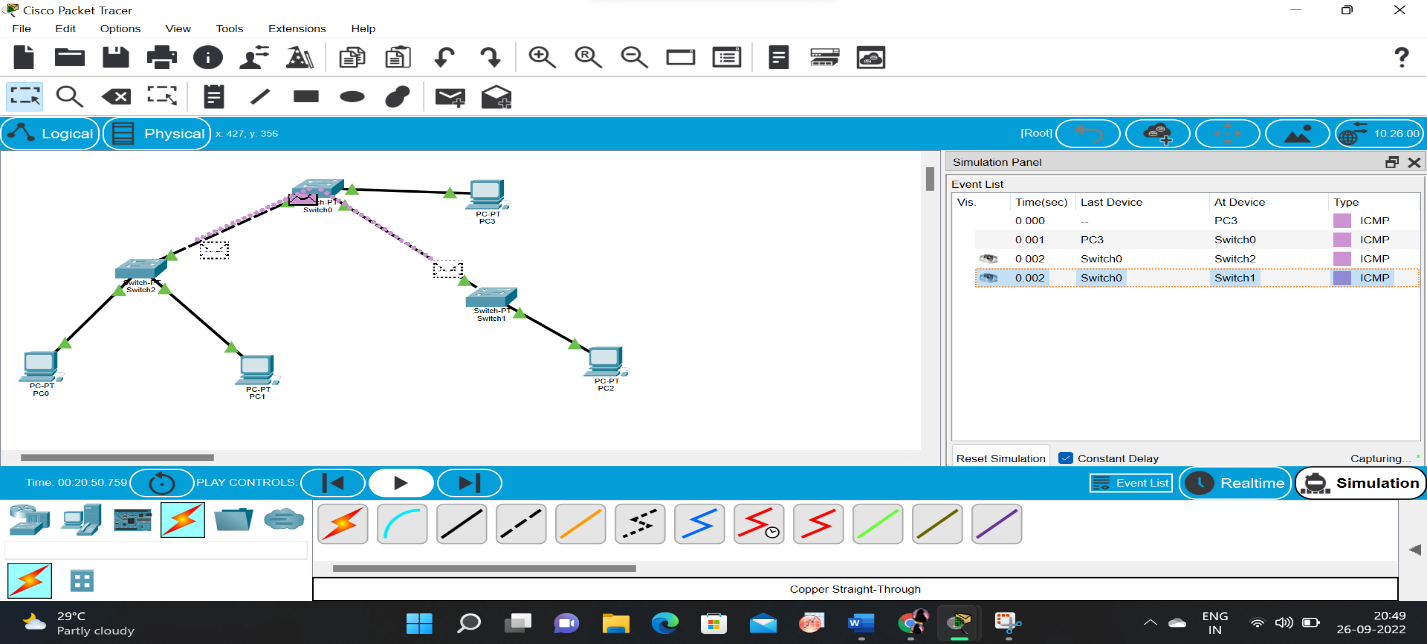 Cisco Packet Tracer
File Edit Options View Tools Extensions Help
Logical Physical x: 427, y: 356 [Root] 10:26:00
Simulation Panel
Event List
Vis. Time(sec) Last Device At Device Type
0.000 -- PC3 ICMP
0.001 PC3 Switch0 ICMP
0.002 Switch0 Switch2 ICMP
0.002 Switch0 Switch1 ICMP
Switch0
PC-PT
PC3
Switch-PT
Switch2
Switch-PT
Switch1
PC-PT
PC0
PC-PT
PC1
PC-PT
PC2
Reset Simulation Constant Delay Capturing...
Time: 00:20:50.759 PLAY CONTROLS: Event List Realtime Simulation
Copper Straight-Through
29°C
Partly cloudy
ENG
IN
20:49
26-09-2022